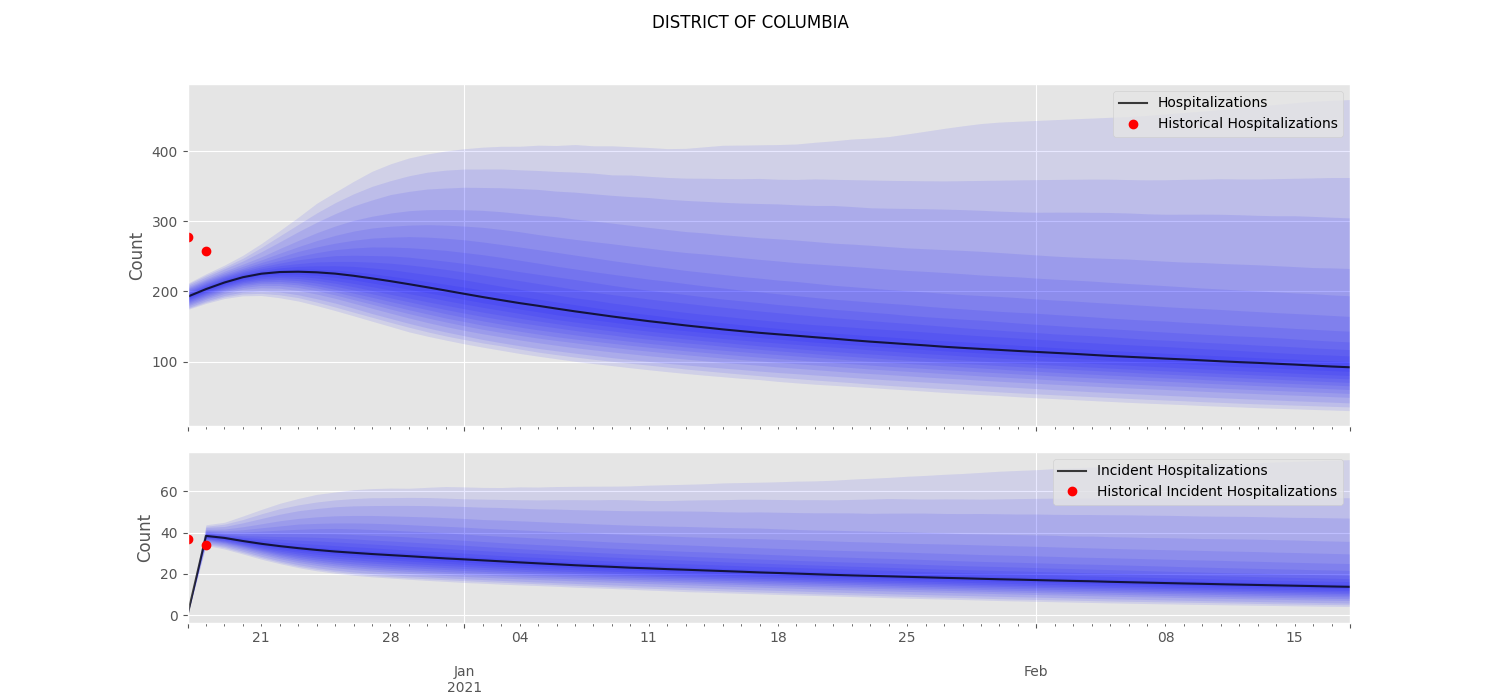 DISTRICT OF COLUMBIA
Hospitalizations
Historical Hospitalizations
Count
400
300
200
100
Incident Hospitalizations
Historical Incident Hospitalizations
Count
60
40
20
0
21 28 04 11 18 25 08 15
Jan Feb
2021